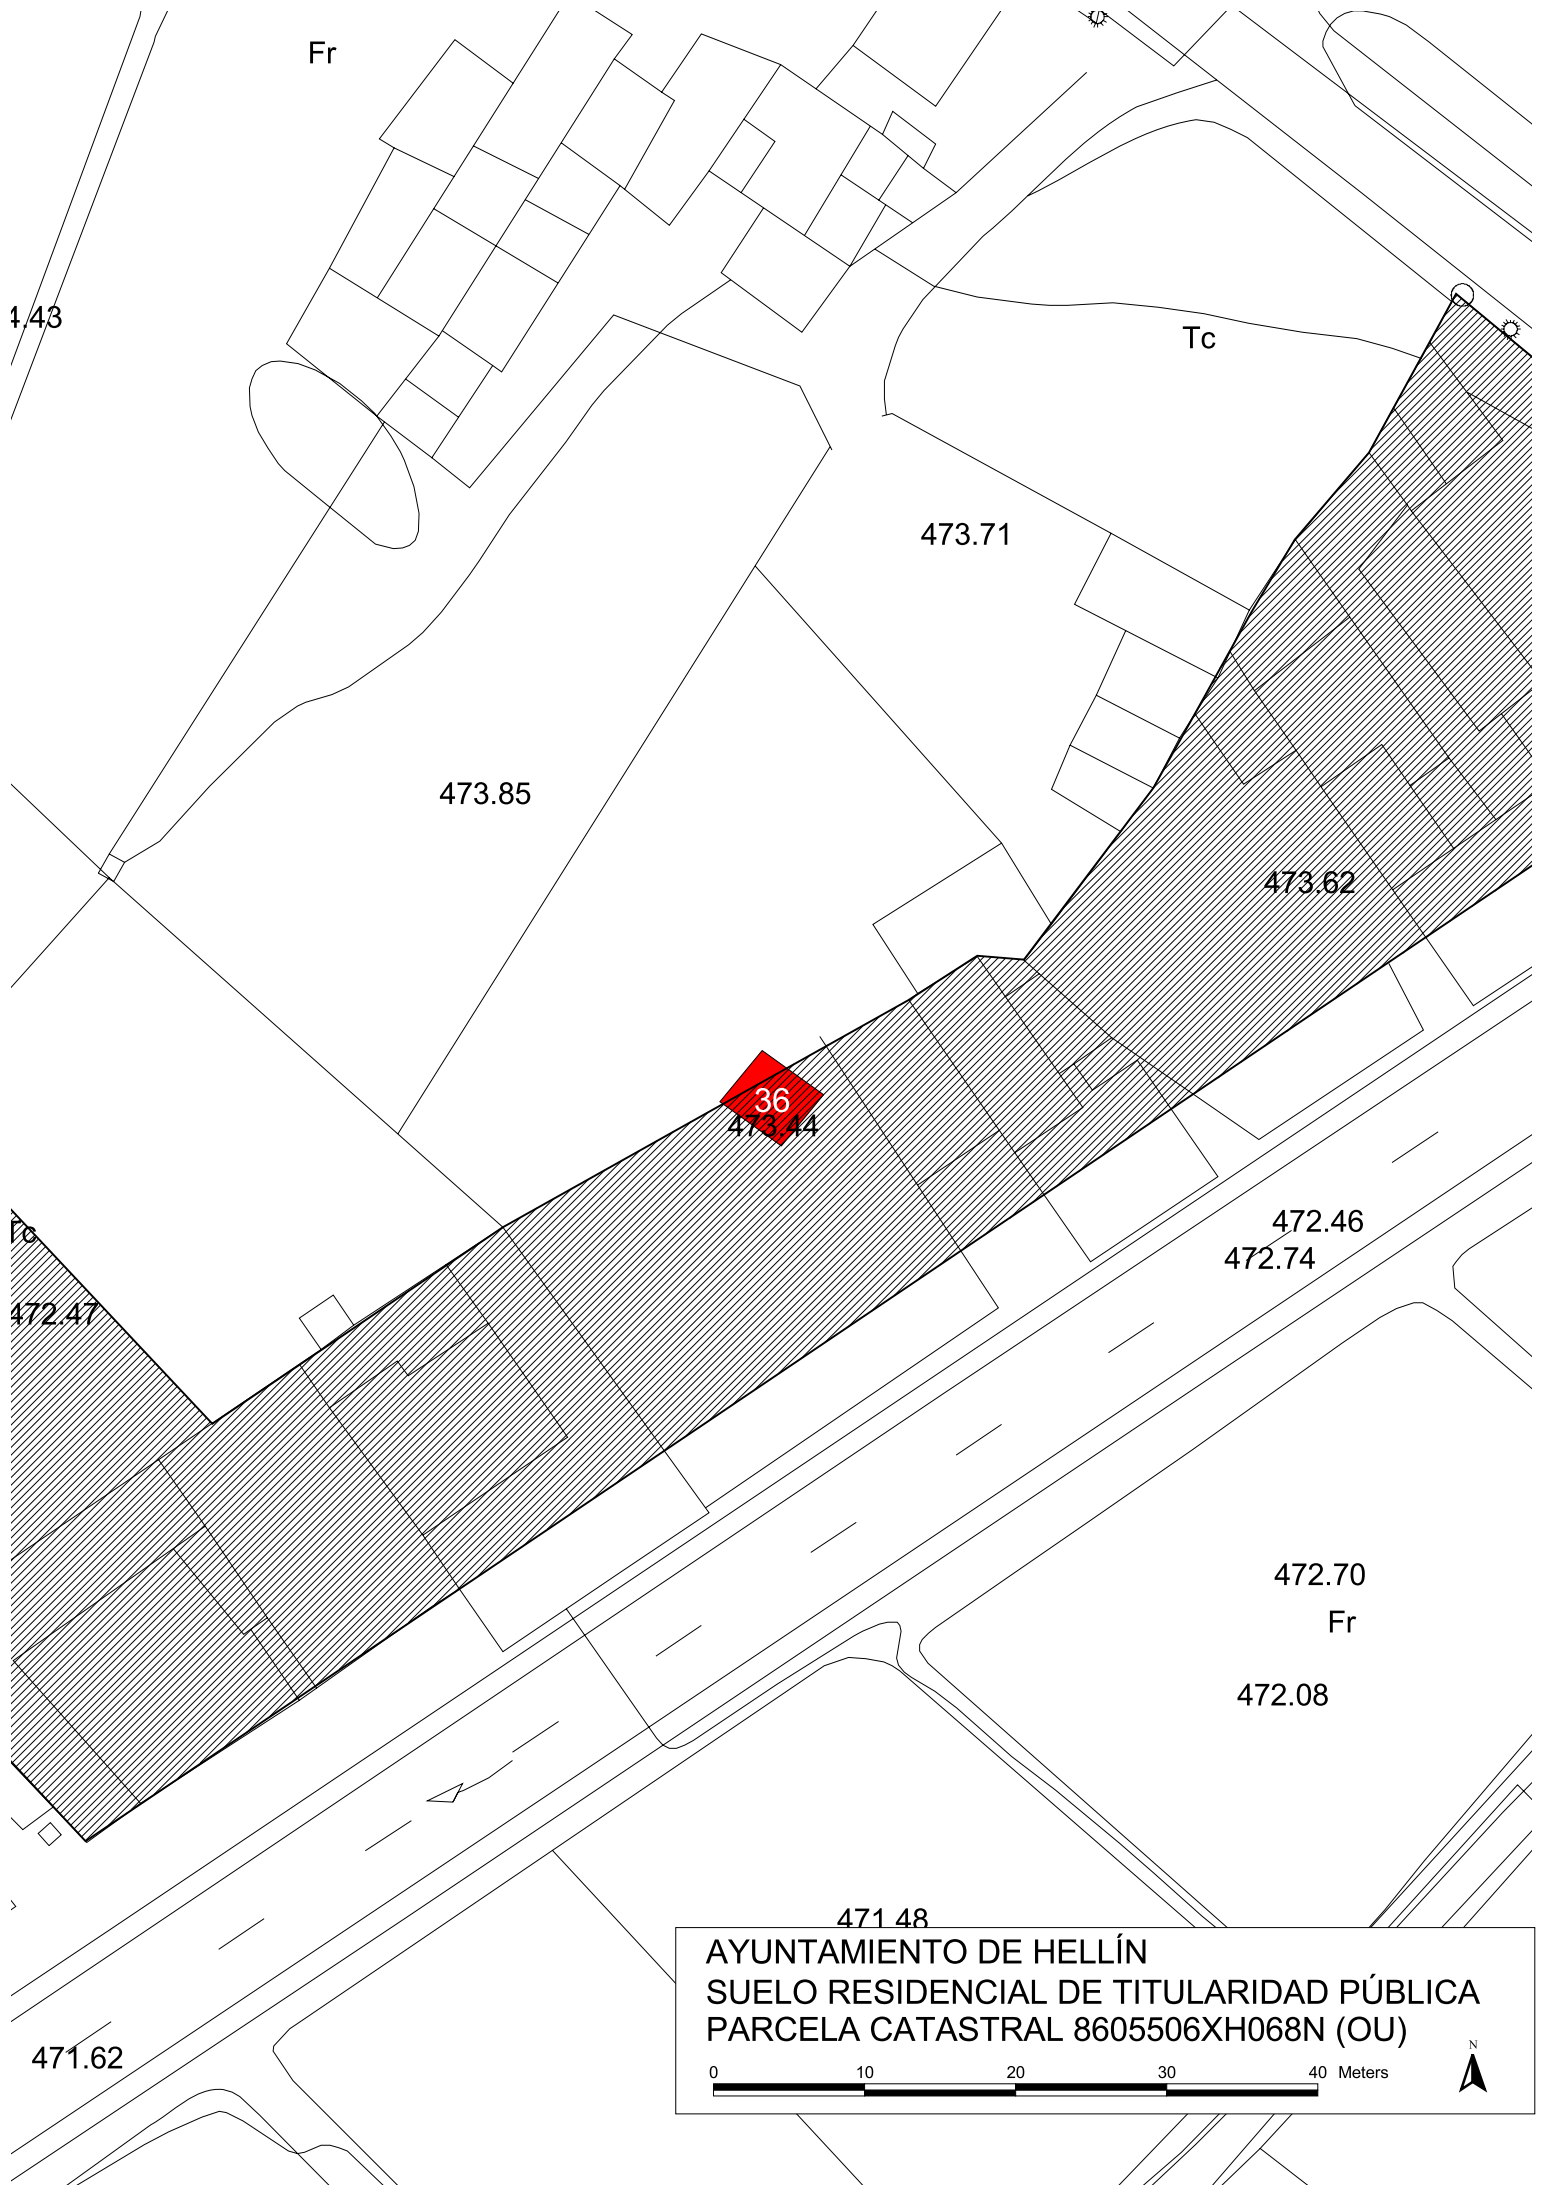 Fr
4.43
Tc
473.71
473.85
473.62
36
473.44
Tc
472.46
472.74
472.47
472.70
Fr
472.08
471.48
AYUNTAMIENTO DE HELLÍN
SUELO RESIDENCIAL DE TITULARIDAD PÚBLICA
PARCELA CATASTRAL 8605506XH068N (OU)
N
0 10 20 30 40 Meters
471.62